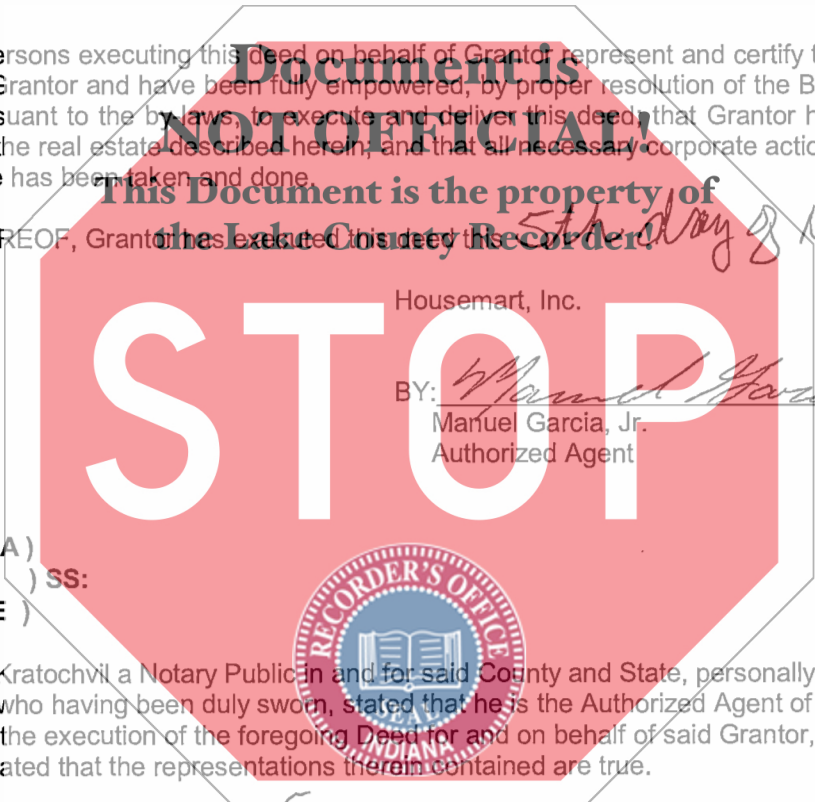 Document is
ersons executing this deed on behalf of Grantor represent and certify t
Grantor and have been fully empowered, by proper resolution of the B
suant to the by-laws, to execute and deliver this deed; that Grantor h
NOT OFFICIAL!
he real estate described herein; and that all necessary corporate actio
e has been taken and done.
This Document is the property of
the Lake County Recorder!
REOF, Grantor has executed this deed this 5th day of
Housemart, Inc.
STOP
BY: Manuel Garc
Manuel Garcia, Jr.
Authorized Agent
A )
) SS:
E )
RECORDER'S OFFICE
SEAL
INDIANA
Kratochvil a Notary Public in and for said County and State, personally
who having been duly sworn, stated that he is the Authorized Agent of
the execution of the foregoing Deed for and on behalf of said Grantor,
ated that the representations therein contained are true.